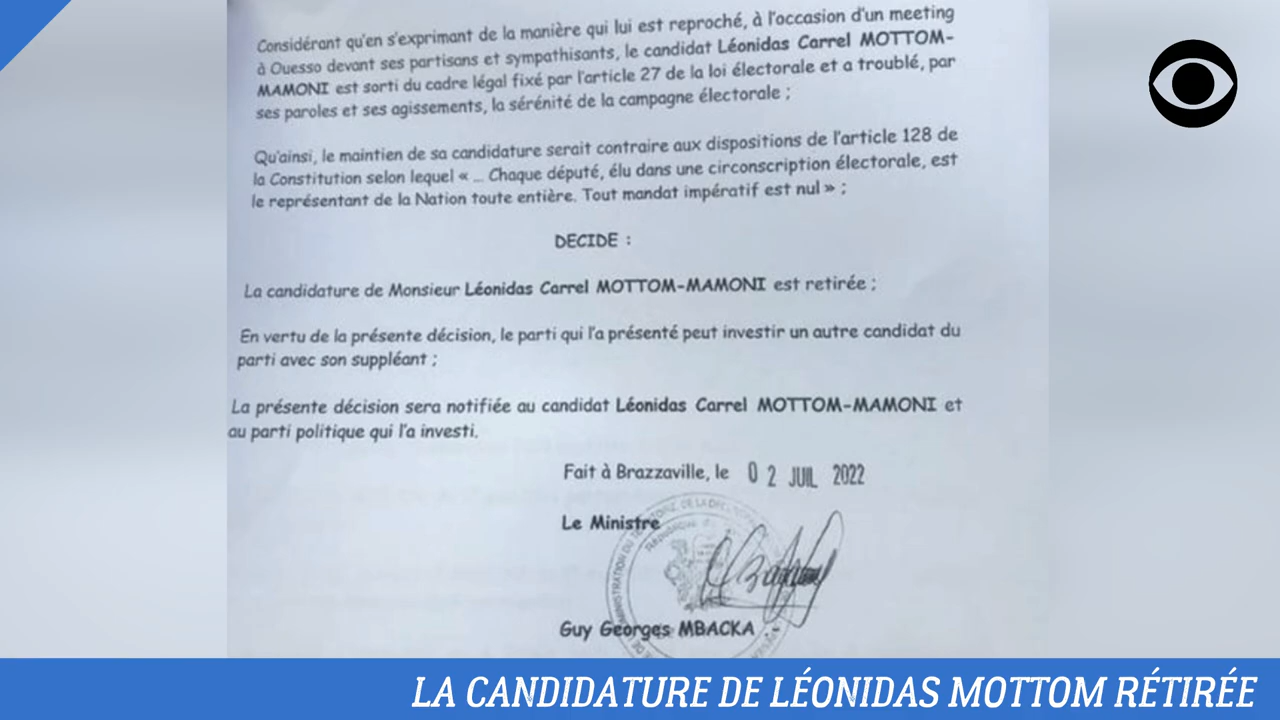 Considérant qu'en s'exprimant de la manière qui lui est reproché, à l'occasion d'un meeting
à Ouesso devant ses partisans et sympathisants, le candidat Léonidas Carrel MOTTOM-
MAMONI est sorti du cadre légal fixé par l'article 27 de la loi électorale et a troublé, par
ses paroles et ses agissements, la sérénité de la campagne électorale ;
Qu'ainsi, le maintien de sa candidature serait contraire aux dispositions de l'article 128 de
la Constitution selon lequel « ... Chaque député, élu dans une circonscription électorale, est
le représentant de la Nation toute entière. Tout mandat impératif est nul » ;
DECIDE :
La candidature de Monsieur Léonidas Carrel MOTTOM-MAMONI est retirée ;
En vertu de la présente décision, le parti qui l'a présenté peut investir un autre candidat du
parti avec son suppléant ;
La présente décision sera notifiée au candidat Léonidas Carrel MOTTOM-MAMONI et
au parti politique qui l'a investi.
Fait à Brazzaville, le 02 JUIL 2022
Le Ministre
Guy Georges MBACKA
LA CANDIDATURE DE LÉONIDAS MOTTOM RÉTIRÉE